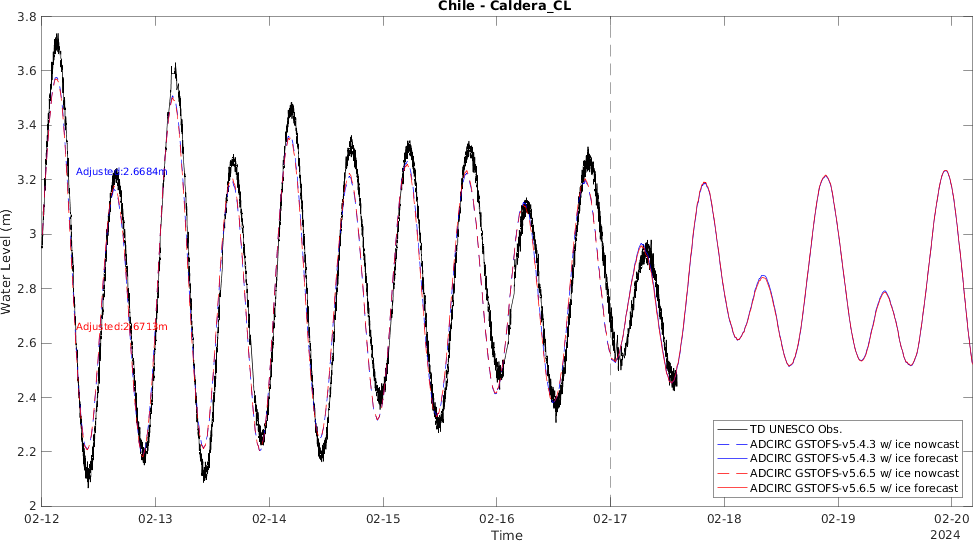 Chile - Caldera_CL
3.8
3.6
3.4
3.2
3
2.8
2.6
2.4
2.2
2
Water Level (m)
Adjusted:2.6684m
Adjusted:2.6711m
TD UNESCO Obs.
ADCIRC GSTOFS-v5.4.3 w/ ice nowcast
ADCIRC GSTOFS-v5.4.3 w/ ice forecast
ADCIRC GSTOFS-v5.6.5 w/ ice nowcast
ADCIRC GSTOFS-v5.6.5 w/ ice forecast
02-12 02-13 02-14 02-15 02-16 02-17 02-18 02-19 02-20
Time 2024